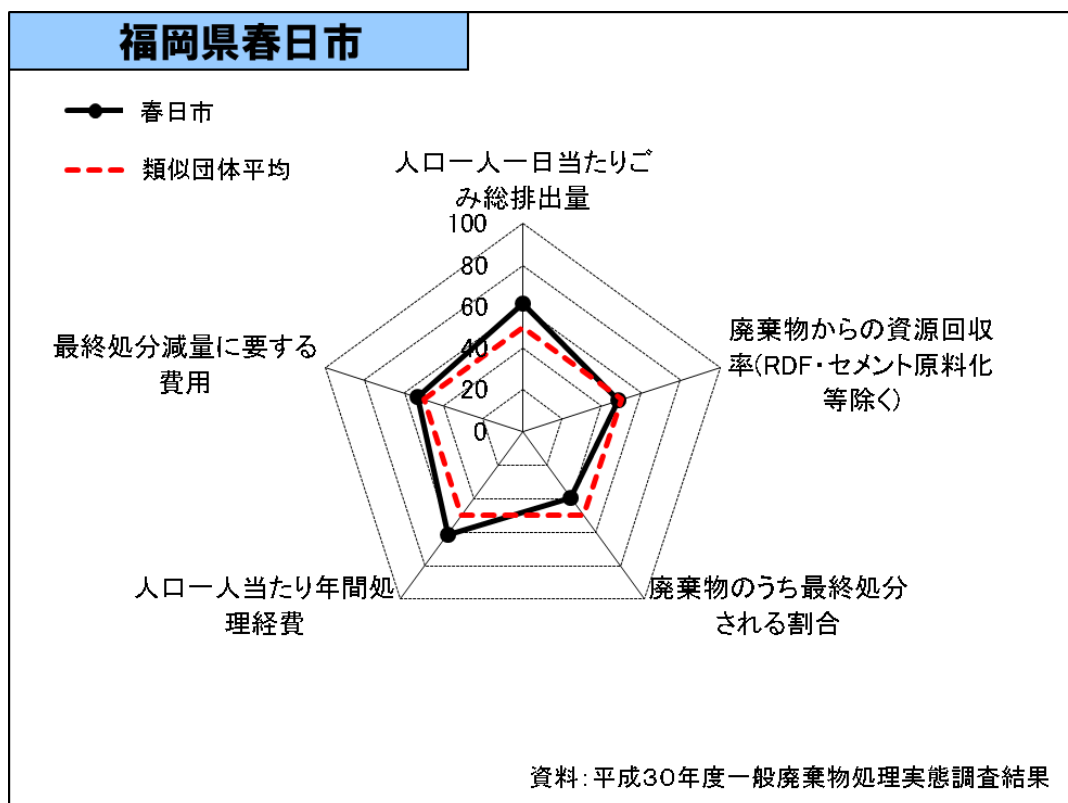 福岡県春日市
春日市
類似団体平均
人口一人一日当たりご
み総排出量
100
80
60
40
20
0
廃棄物からの資源回収
率(RDF・セメント原料化
等除く)
最終処分減量に要する
費用
人口一人当たり年間処
理経費
廃棄物のうち最終処分
される割合
資料:平成30年度一般廃棄物処理実態調査結果